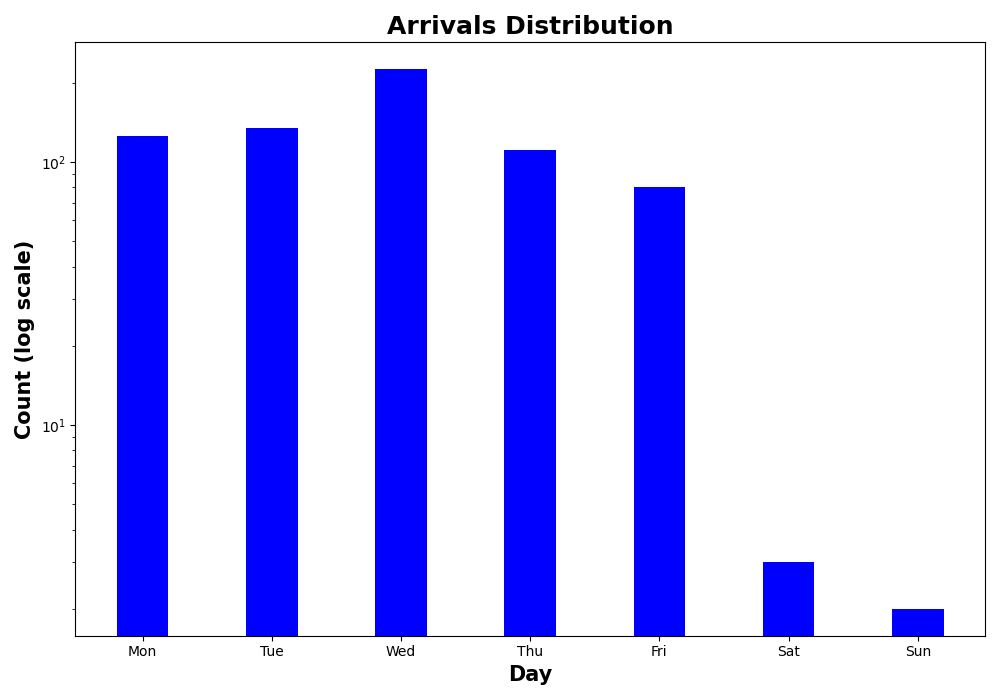 Arrivals Distribution
Count (log scale)
10²
10¹
Mon Tue Wed Thu Fri Sat Sun
Day